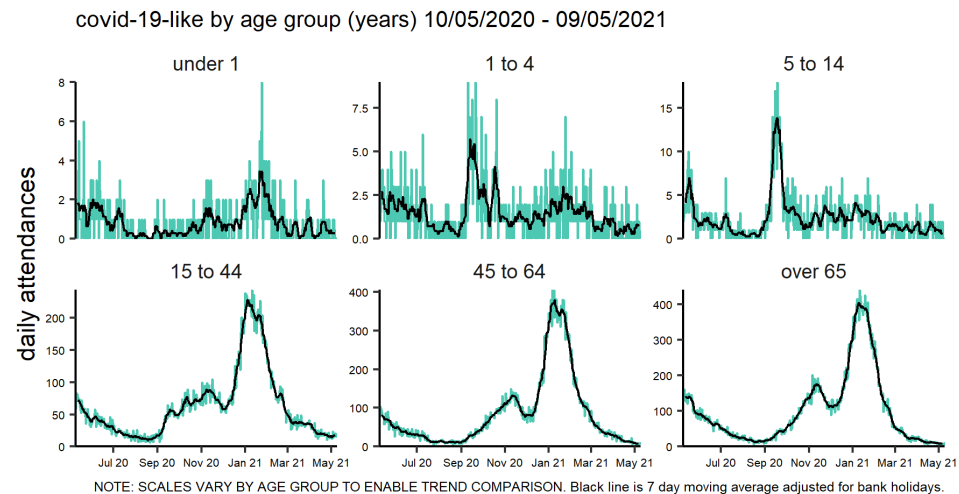 covid-19-like by age group (years) 10/05/2020 - 09/05/2021
under 1
1 to 4
5 to 14
8
6
4
2
0
7.5
5.0
2.5
0.0
15
10
5
0
daily attendances
15 to 44
45 to 64
over 65
200
150
100
50
0
400
300
200
100
0
400
300
200
100
0
Jul 20 Sep 20 Nov 20 Jan 21 Mar 21 May 21
Jul 20 Sep 20 Nov 20 Jan 21 Mar 21 May 21
Jul 20 Sep 20 Nov 20 Jan 21 Mar 21 May 21
NOTE: SCALES VARY BY AGE GROUP TO ENABLE TREND COMPARISON. Black line is 7 day moving average adjusted for bank holidays.